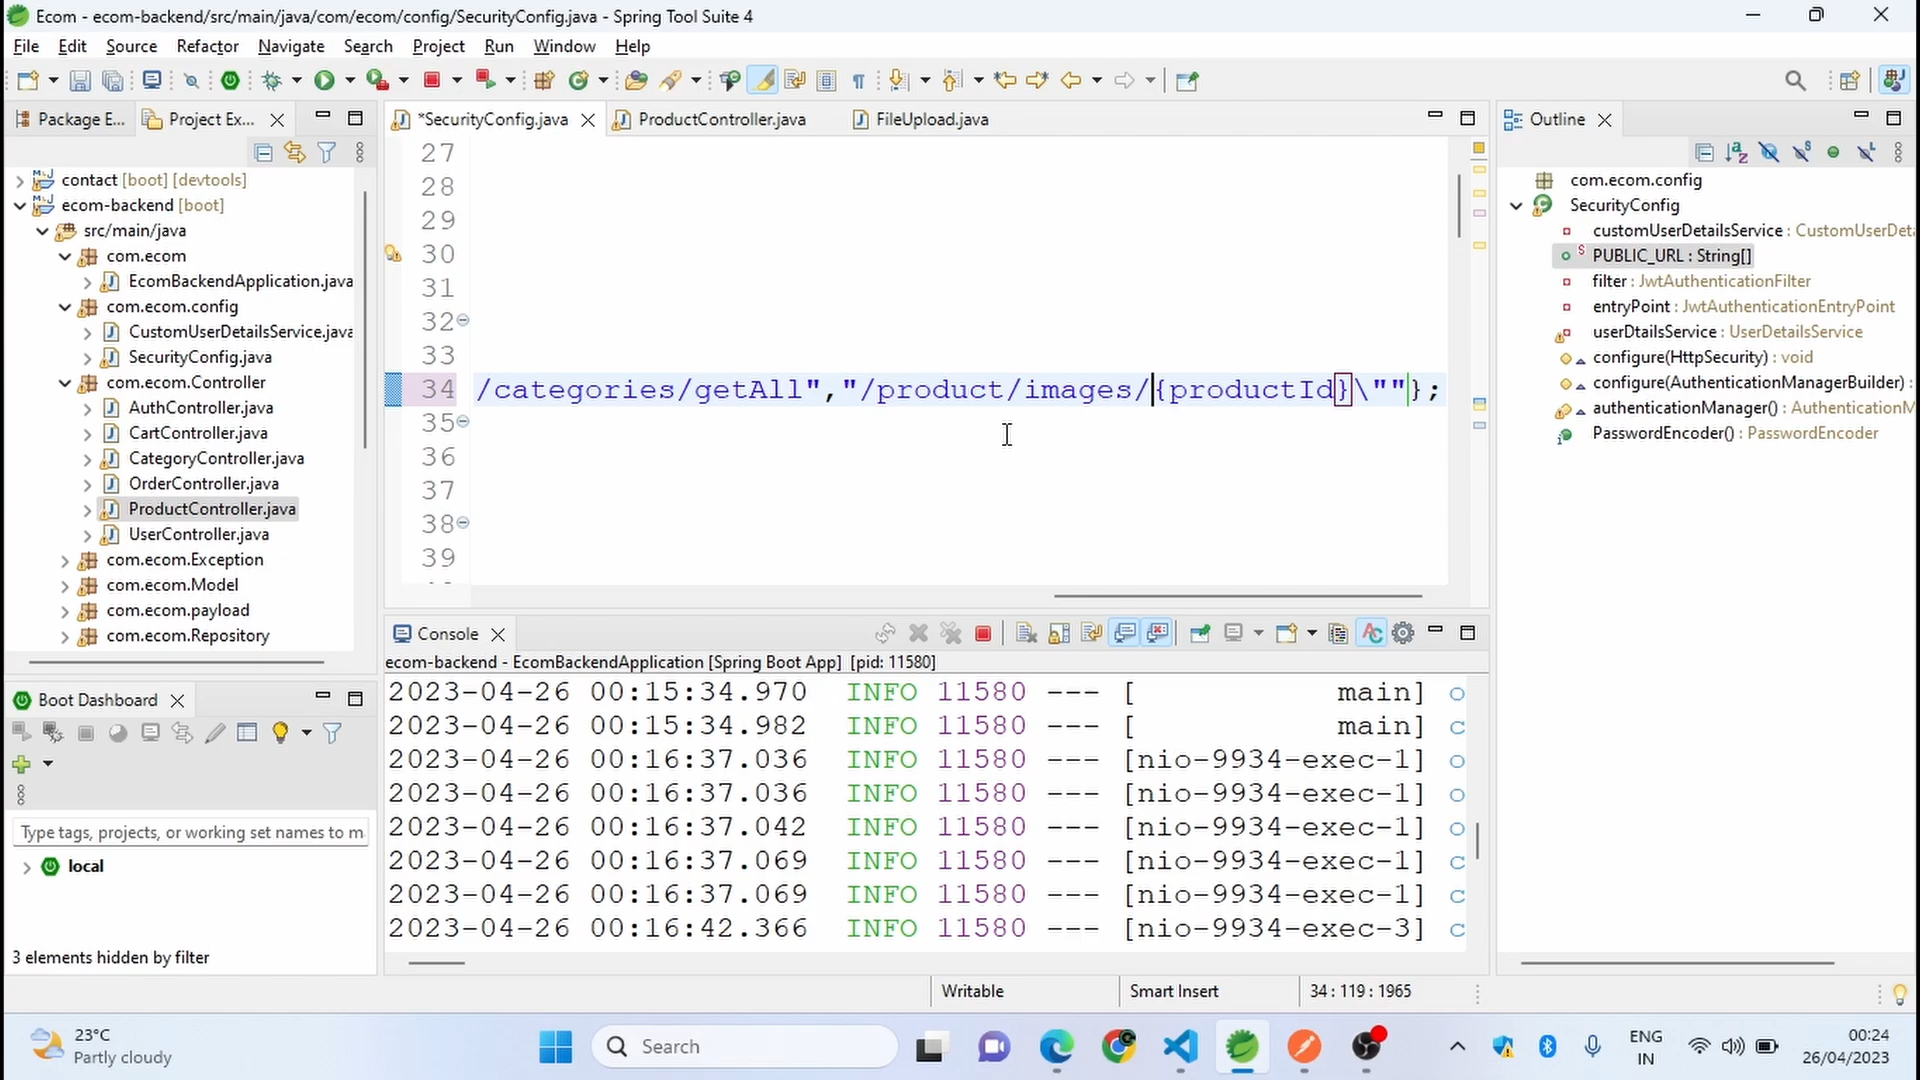 Ecom - ecom-backend/src/main/java/com/ecom/config/SecurityConfig.java - Spring Tool Suite 4
File Edit Source Refactor Navigate Search Project Run Window Help
Package E... Project Ex...
contact [boot] [devtools]
ecom-backend [boot]
src/main/java
com.ecom
EcomBackendApplication.java
com.ecom.config
CustomUserDetailsService.java
SecurityConfig.java
com.ecom.Controller
AuthController.java
CartController.java
CategoryController.java
OrderController.java
ProductController.java
UserController.java
com.ecom.Exception
com.ecom.Model
com.ecom.payload
com.ecom.Repository
Boot Dashboard
Type tags, projects, or working set names to m
local
3 elements hidden by filter
*SecurityConfig.java ProductController.java FileUpload.java
27
28
29
30
31
32
33
34 /categories/getAll","/product/images/{productId}\""};
35
36
37
38
39
Console
ecom-backend - EcomBackendApplication [Spring Boot App] [pid: 11580]
2023-04-26 00:15:34.970 INFO 11580 --- [ main] o
2023-04-26 00:15:34.982 INFO 11580 --- [ main] c
2023-04-26 00:16:37.036 INFO 11580 --- [nio-9934-exec-1] o
2023-04-26 00:16:37.036 INFO 11580 --- [nio-9934-exec-1] o
2023-04-26 00:16:37.042 INFO 11580 --- [nio-9934-exec-1] o
2023-04-26 00:16:37.069 INFO 11580 --- [nio-9934-exec-1] c
2023-04-26 00:16:37.069 INFO 11580 --- [nio-9934-exec-1] c
2023-04-26 00:16:42.366 INFO 11580 --- [nio-9934-exec-3] c
Outline
com.ecom.config
SecurityConfig
customUserDetailsService : CustomUserDeta
PUBLIC_URL : String[]
filter : JwtAuthenticationFilter
entryPoint : JwtAuthenticationEntryPoint
userDtailsService : UserDetailsService
configure(HttpSecurity) : void
configure(AuthenticationManagerBuilder) :
authenticationManager() : AuthenticationM
PasswordEncoder() : PasswordEncoder
Writable Smart Insert 34 : 119 : 1965
23°C
Partly cloudy
Search
ENG
IN
00:24
26/04/2023